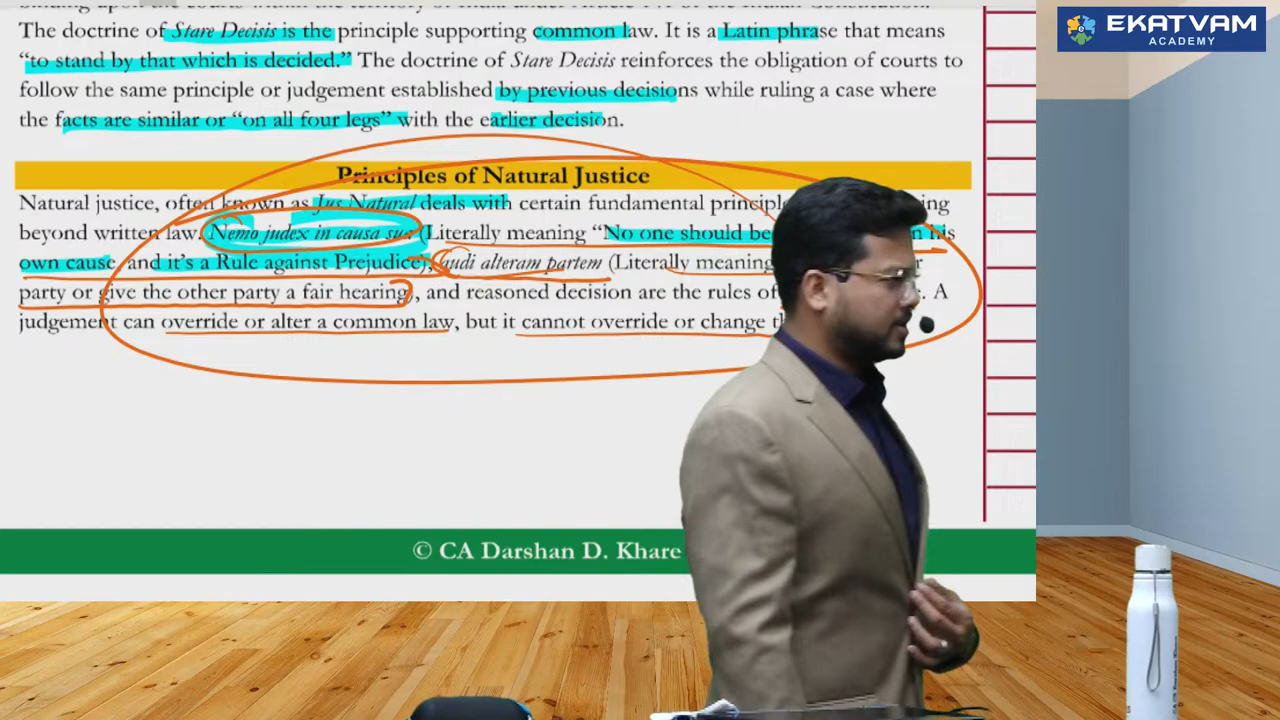 EKATVAM
ACADEMY
The doctrine of Stare Decisis is the principle supporting common law. It is a Latin phrase that means
“to stand by that which is decided.” The doctrine of Stare Decisis reinforces the obligation of courts to
follow the same principle or judgement established by previous decisions while ruling a case where
the facts are similar or “on all four legs” with the earlier decision.
Principles of Natural Justice
Natural justice, often known as Jus Natural deals with certain fundamental ing
beyond written law. Nemo judex in causa sua (Literally meaning “No one should be his
own cause and it's a Rule against Prejudice), audi alteram partem (Literally meaning
party or give the other party a fair hearing), and reasoned decision are the rules of A
judgement can override or alter a common law, but it cannot override or change
© CA Darshan D. Khare